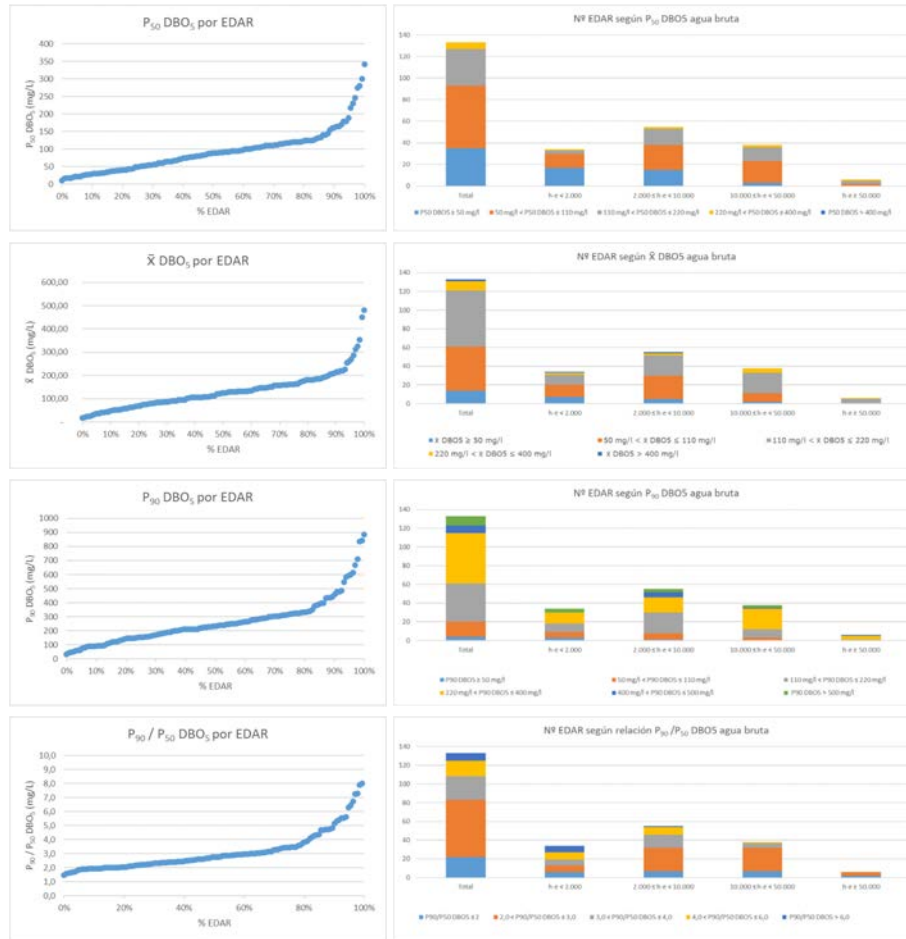 P₅₀ DBO₅ por EDAR
400
350
300
250
200
150
100
50
0
P₅₀ DBO₅ (mg/L)
0% 20% 40% 60% 80% 100%
% EDAR
Nº EDAR según P₅₀ DBO5 agua bruta
140
120
100
80
60
40
20
0
Total h-e < 2.000 2.000 ≤ h-e < 10.000 10.000 ≤ h-e < 50.000 h-e ≥ 50.000
P50 DBO5 ≤ 50 mg/l 50 mg/l < P50 DBO5 ≤ 110 mg/l 110 mg/l < P50 DBO5 ≤ 220 mg/l 220 mg/l < P50 DBO5 ≤ 400 mg/l P50 DBO5 > 400 mg/l
X̄ DBO₅ por EDAR
600,00
500,00
400,00
300,00
200,00
100,00
-
X̄ DBO₅ (mg/L)
0% 10% 20% 30% 40% 50% 60% 70% 80% 90% 100%
% EDAR
Nº EDAR según X̄ DBO5 agua bruta
140
120
100
80
60
40
20
0
Total h-e < 2.000 2.000 ≤ h-e < 10.000 10.000 ≤ h-e < 50.000 h-e ≥ 50.000
X̄ DBO5 ≥ 50 mg/l 50 mg/l < X̄ DBO5 ≤ 110 mg/l 110 mg/l < X̄ DBO5 ≤ 220 mg/l
220 mg/l < X̄ DBO5 ≤ 400 mg/l X̄ DBO5 > 400 mg/l
P₉₀ DBO₅ por EDAR
1000
900
800
700
600
500
400
300
200
100
0
P₉₀ DBO₅ (mg/L)
0% 10% 20% 30% 40% 50% 60% 70% 80% 90% 100%
% EDAR
Nº EDAR según P₉₀ DBO5 agua bruta
140
120
100
80
60
40
20
0
Total h-e < 2.000 2.000 ≤ h-e < 10.000 10.000 ≤ h-e < 50.000 h-e ≥ 50.000
P90 DBO5 ≥ 50 mg/l 50 mg/l < P90 DBO5 ≤ 110 mg/l 110 mg/l < P90 DBO5 ≤ 220 mg/l
220 mg/l < P90 DBO5 ≤ 400 mg/l 400 mg/l < P90 DBO5 ≤ 500 mg/l P90 DBO5 > 500 mg/l
P₉₀ / P₅₀ DBO₅ por EDAR
10,0
9,0
8,0
7,0
6,0
5,0
4,0
3,0
2,0
1,0
0,0
P₉₀ / P₅₀ DBO₅ (mg/L)
0% 20% 40% 60% 80% 100%
% EDAR
Nº EDAR según relación P₉₀ /P₅₀ DBO5 agua bruta
140
120
100
80
60
40
20
0
Total h-e < 2.000 2.000 ≤ h-e < 10.000 10.000 ≤ h-e < 50.000 h-e ≥ 50.000
P90/P50 DBO5 ≤ 2 2,0 < P90/P50 DBO5 ≤ 3,0 3,0 < P90/P50 DBO5 ≤ 4,0 4,0 < P90/P50 DBO5 ≤ 6,0 P90/P50 DBO5 > 6,0